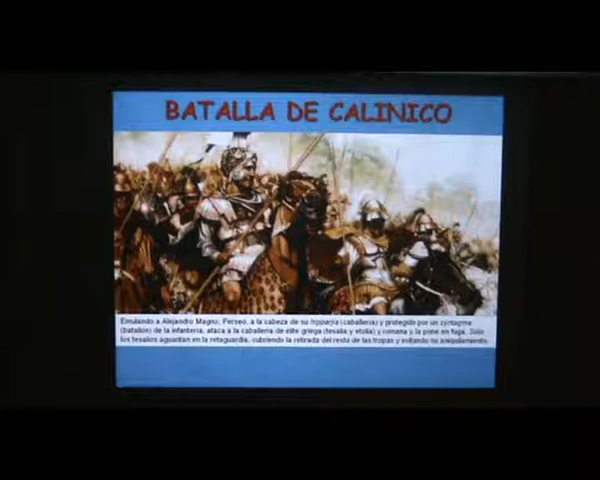 BATALLA DE CALINICO
Emulando a Alejandro Magno, Perseo, a la cabeza de su hipparia (caballería) y protegido por un zyntagma
(batallón) de la infantería, ataca a la caballería de elite griega (tesalia y etolia) y romana y la pone en fuga. Sólo
los tesalios aguantan en la retaguardia, cubriendo la retirada del resto de las tropas y evitando su aniquilamiento